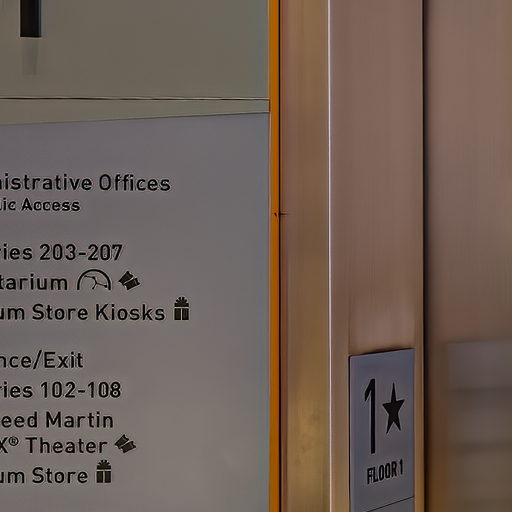 nistrative Offices
lic Access
ries 203-207
tarium
um Store Kiosks
nce/Exit
ries 102-108
eed Martin
X® Theater
um Store
1★
FLOOR 1